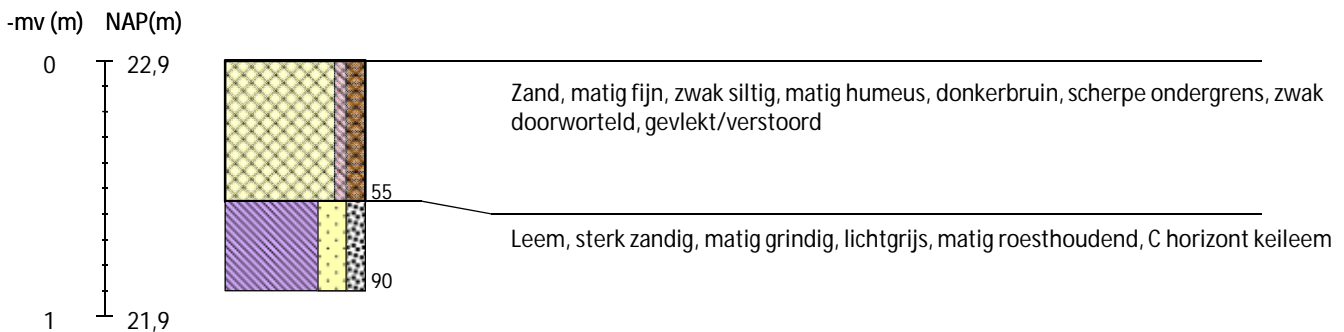 -mv (m) NAP(m)
0 22,9
Zand, matig fijn, zwak siltig, matig humeus, donkerbruin, scherpe ondergrens, zwak
doorworteld, gevlekt/verstoord
55
Leem, sterk zandig, matig grindig, lichtgrijs, matig roesthoudend, C horizont keileem
90
1 21,9